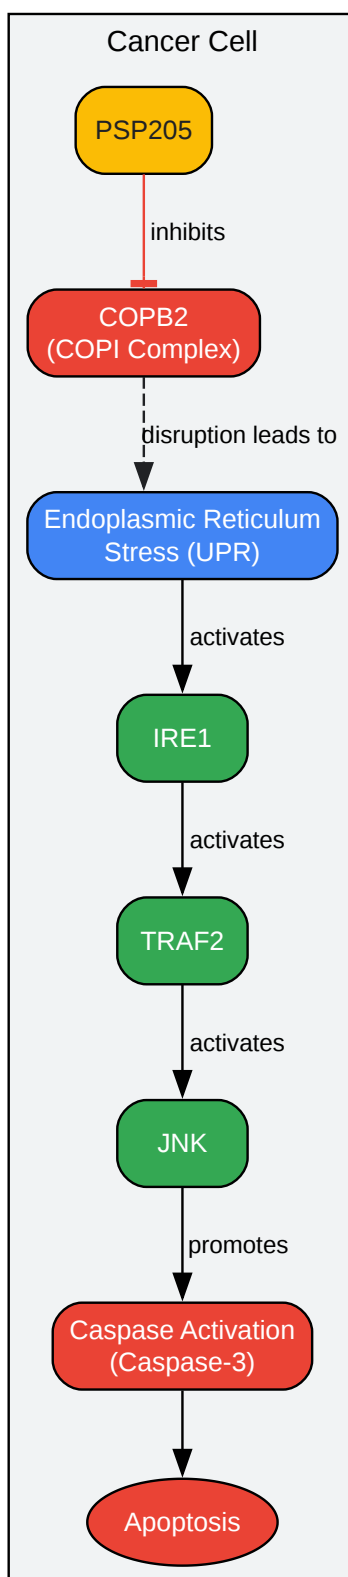 Cancer Cell
PSP205
inhibits
COPB2
(COPI Complex)
disruption leads to
Endoplasmic Reticulum
Stress (UPR)
activates
IRE1
activates
TRAF2
activates
JNK
promotes
Caspase Activation
(Caspase-3)
Apoptosis